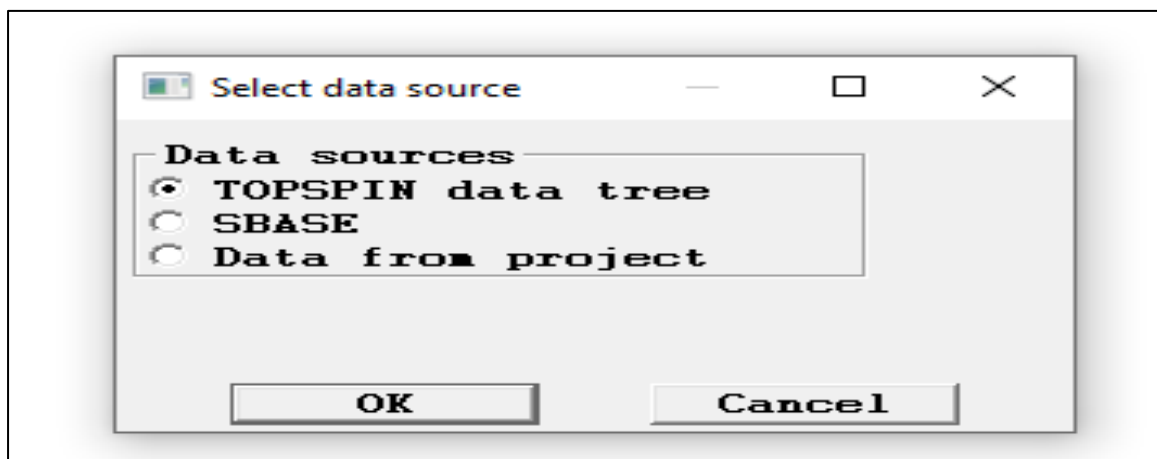 Select data source
Data sources
TOPSPIN data tree
SBASE
Data from project
OK
Cancel